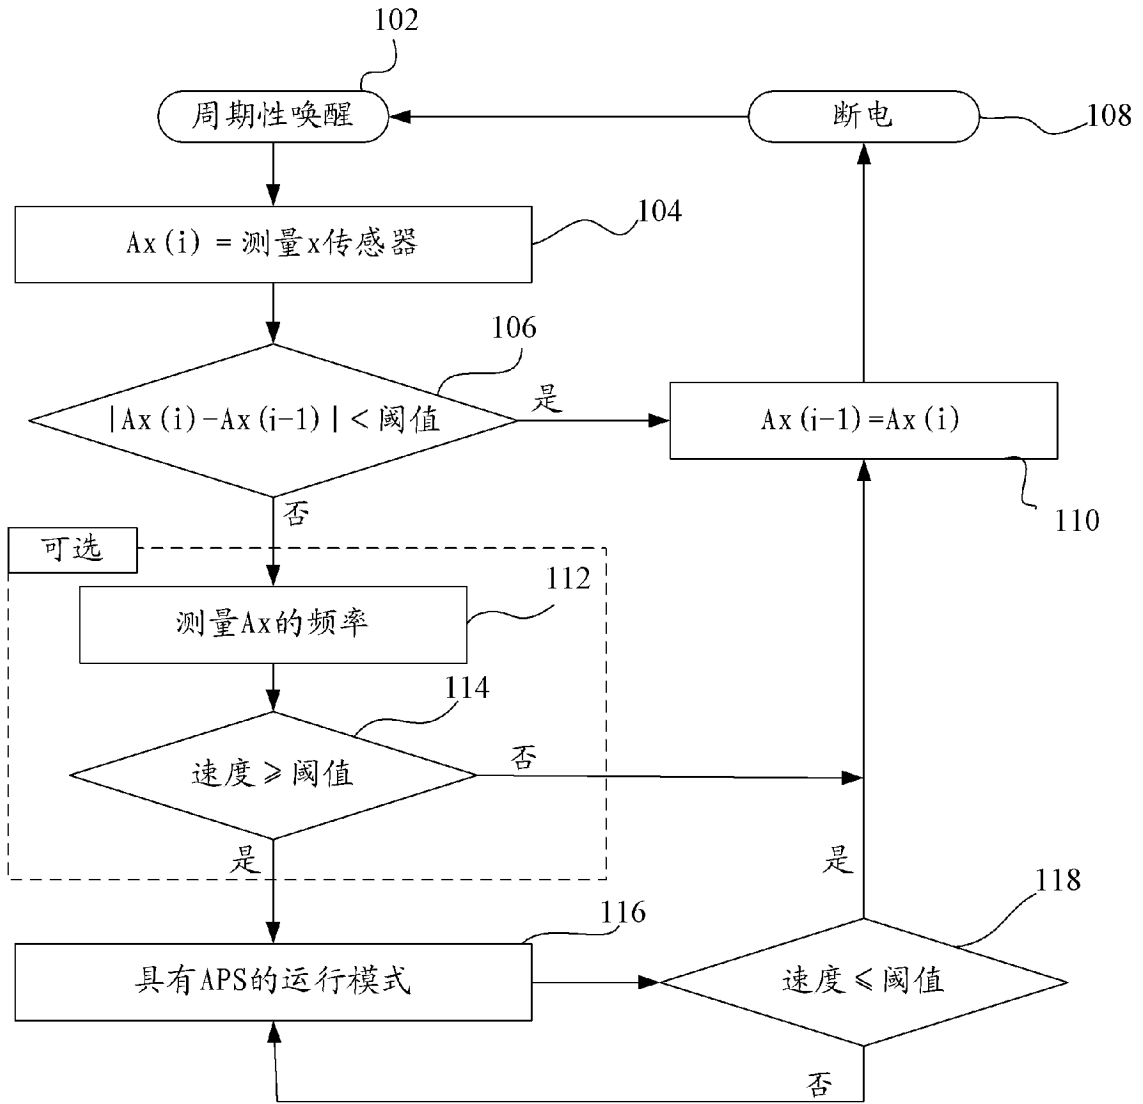 102
周期性唤醒
断电
108
104
Ax(i)=测量x传感器
106
|Ax(i)-Ax(i-1)|<阈值
是
Ax(i-1)=Ax(i)
110
否
可选
112
测量Ax的频率
114
速度≥阈值
否
是
是
118
116
具有APS的运行模式
速度≤阈值
否